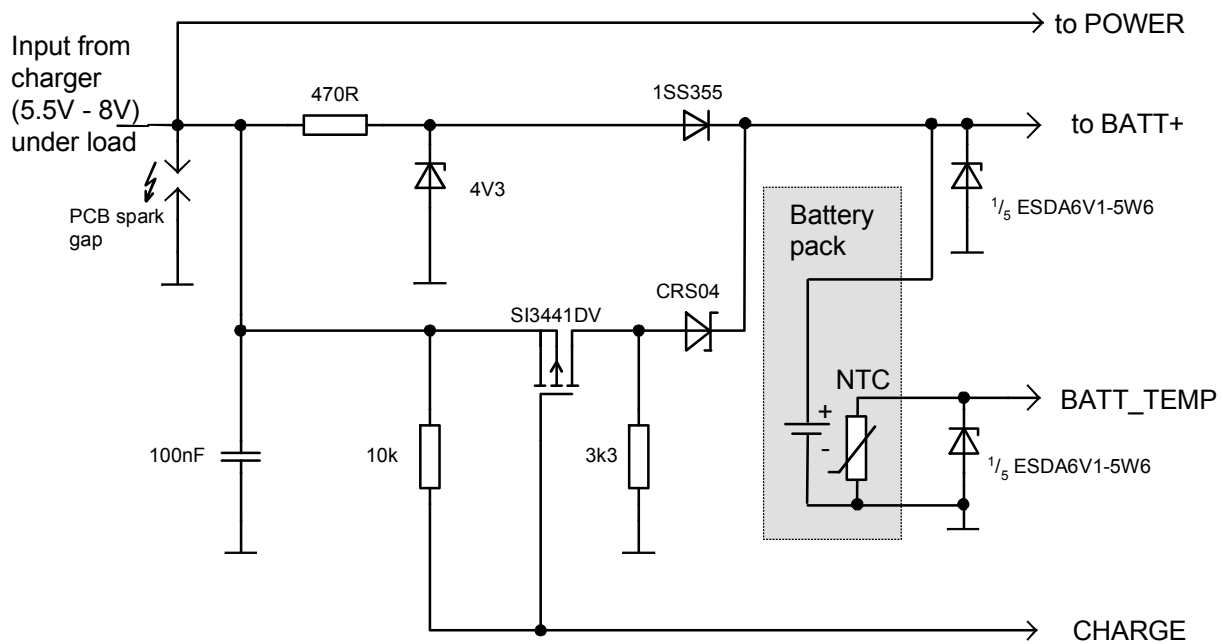 to POWER
Input from
charger
(5.5V - 8V)
under load
470R
1SS355
to BATT+
4V3
PCB spark
gap
Battery
pack
1/5 ESDA6V1-5W6
CRS04
SI3441DV
NTC
BATT_TEMP
+
-
100nF
10k
3k3
1/5 ESDA6V1-5W6
CHARGE